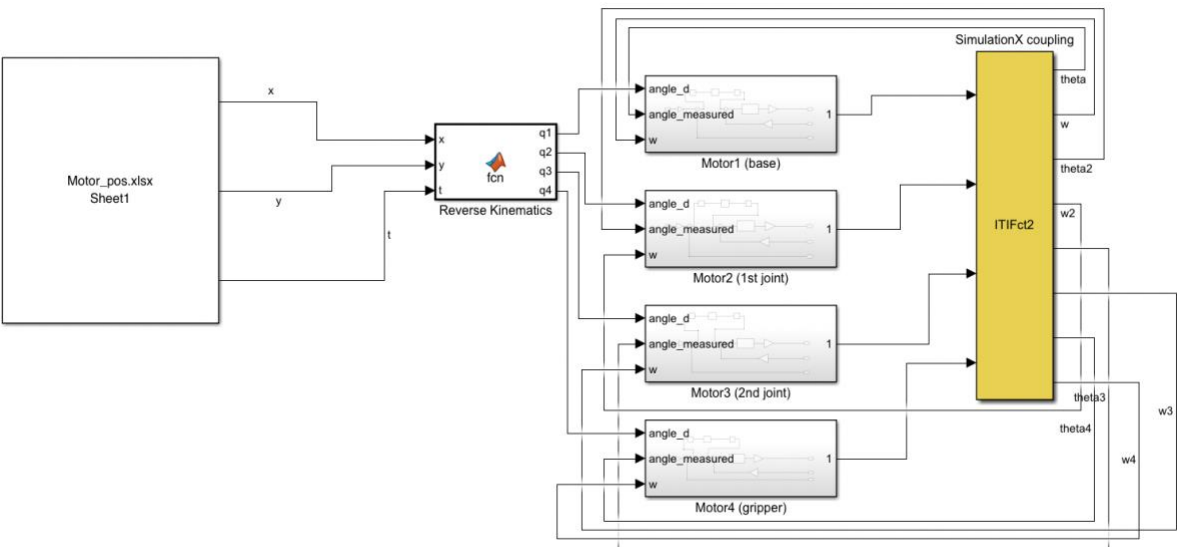 Motor_pos.xlsx
Sheet1
x
y
t
x
y
t
fcn
q1
q2
q3
q4
Reverse Kinematics
angle_d
angle_measured
w
1
Motor1 (base)
angle_d
angle_measured
w
1
Motor2 (1st joint)
angle_d
angle_measured
w
1
Motor3 (2nd joint)
angle_d
angle_measured
w
1
Motor4 (gripper)
SimulationX coupling
ITIFct2
theta
w
theta2
w2
theta3
w3
theta4
w4